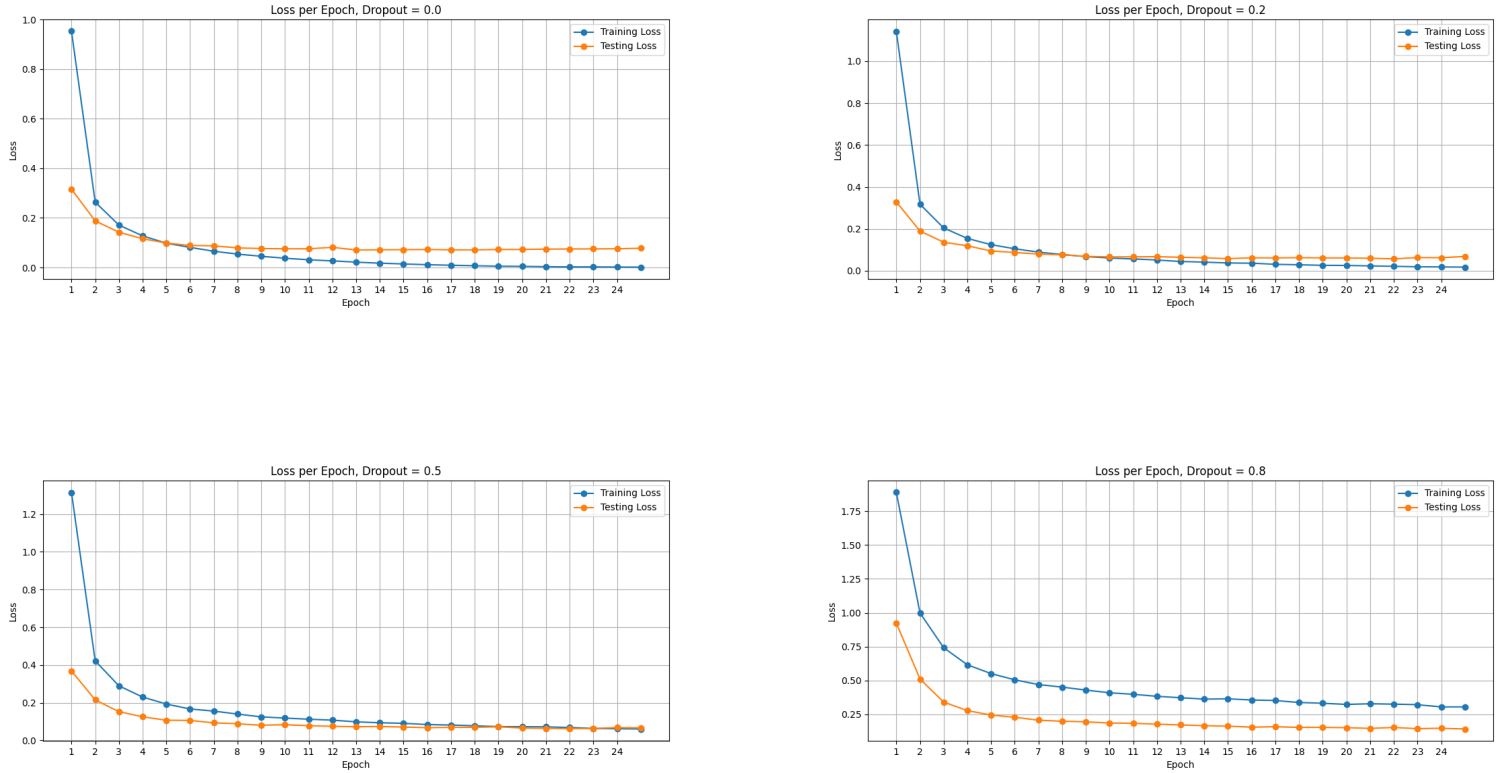 Loss per Epoch, Dropout = 0.0
1.0
0.8
0.6
0.4
0.2
0.0
Loss
Training Loss
Testing Loss
1 2 3 4 5 6 7 8 9 10 11 12 13 14 15 16 17 18 19 20 21 22 23 24
Epoch
Loss per Epoch, Dropout = 0.2
1.0
0.8
0.6
0.4
0.2
0.0
Loss
Training Loss
Testing Loss
1 2 3 4 5 6 7 8 9 10 11 12 13 14 15 16 17 18 19 20 21 22 23 24
Epoch
Loss per Epoch, Dropout = 0.5
1.2
1.0
0.8
0.6
0.4
0.2
0.0
Loss
Training Loss
Testing Loss
1 2 3 4 5 6 7 8 9 10 11 12 13 14 15 16 17 18 19 20 21 22 23 24
Epoch
Loss per Epoch, Dropout = 0.8
1.75
1.50
1.25
1.00
0.75
0.50
0.25
Loss
Training Loss
Testing Loss
1 2 3 4 5 6 7 8 9 10 11 12 13 14 15 16 17 18 19 20 21 22 23 24
Epoch